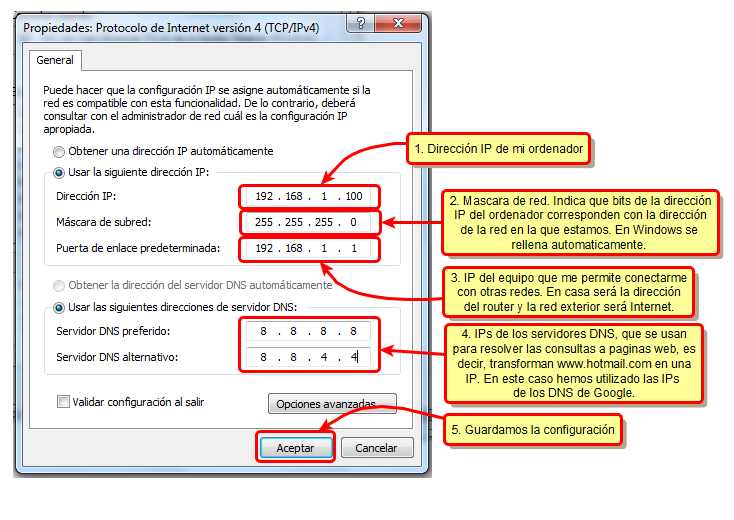 Propiedades: Protocolo de Internet versión 4 (TCP/IPv4)
General
Puede hacer que la configuración IP se asigne automáticamente si la
red es compatible con esta funcionalidad. De lo contrario, deberá
consultar con el administrador de red cuál es la configuración IP
apropiada.
Obtener una dirección IP automáticamente
1. Dirección IP de mi ordenador
Usar la siguiente dirección IP:
Dirección IP:
192 . 168 . 1 . 100
Máscara de subred:
255 . 255 . 255 . 0
Puerta de enlace predeterminada:
192 . 168 . 1 . 1
2. Mascara de red. Indica que bits de la dirección
IP del ordenador corresponden con la dirección
de la red en la que estamos. En Windows se
rellena automaticamente.
Obtener la dirección del servidor DNS automáticamente
3. IP del equipo que me permite conectarme
con otras redes. En casa será la dirección
del router y la red exterior será Internet.
Usar las siguientes direcciones de servidor DNS:
Servidor DNS preferido:
8 . 8 . 8 . 8
Servidor DNS alternativo:
8 . 8 . 4 . 4
4. IPs de los servidores DNS, que se usan
para resolver las consultas a paginas web, es
decir, transforman www.hotmail.com en una
IP. En este caso hemos utilizado las IPs
de los DNS de Google.
Validar configuración al salir
Opciones avanzadas...
5. Guardamos la configuración
Aceptar
Cancelar